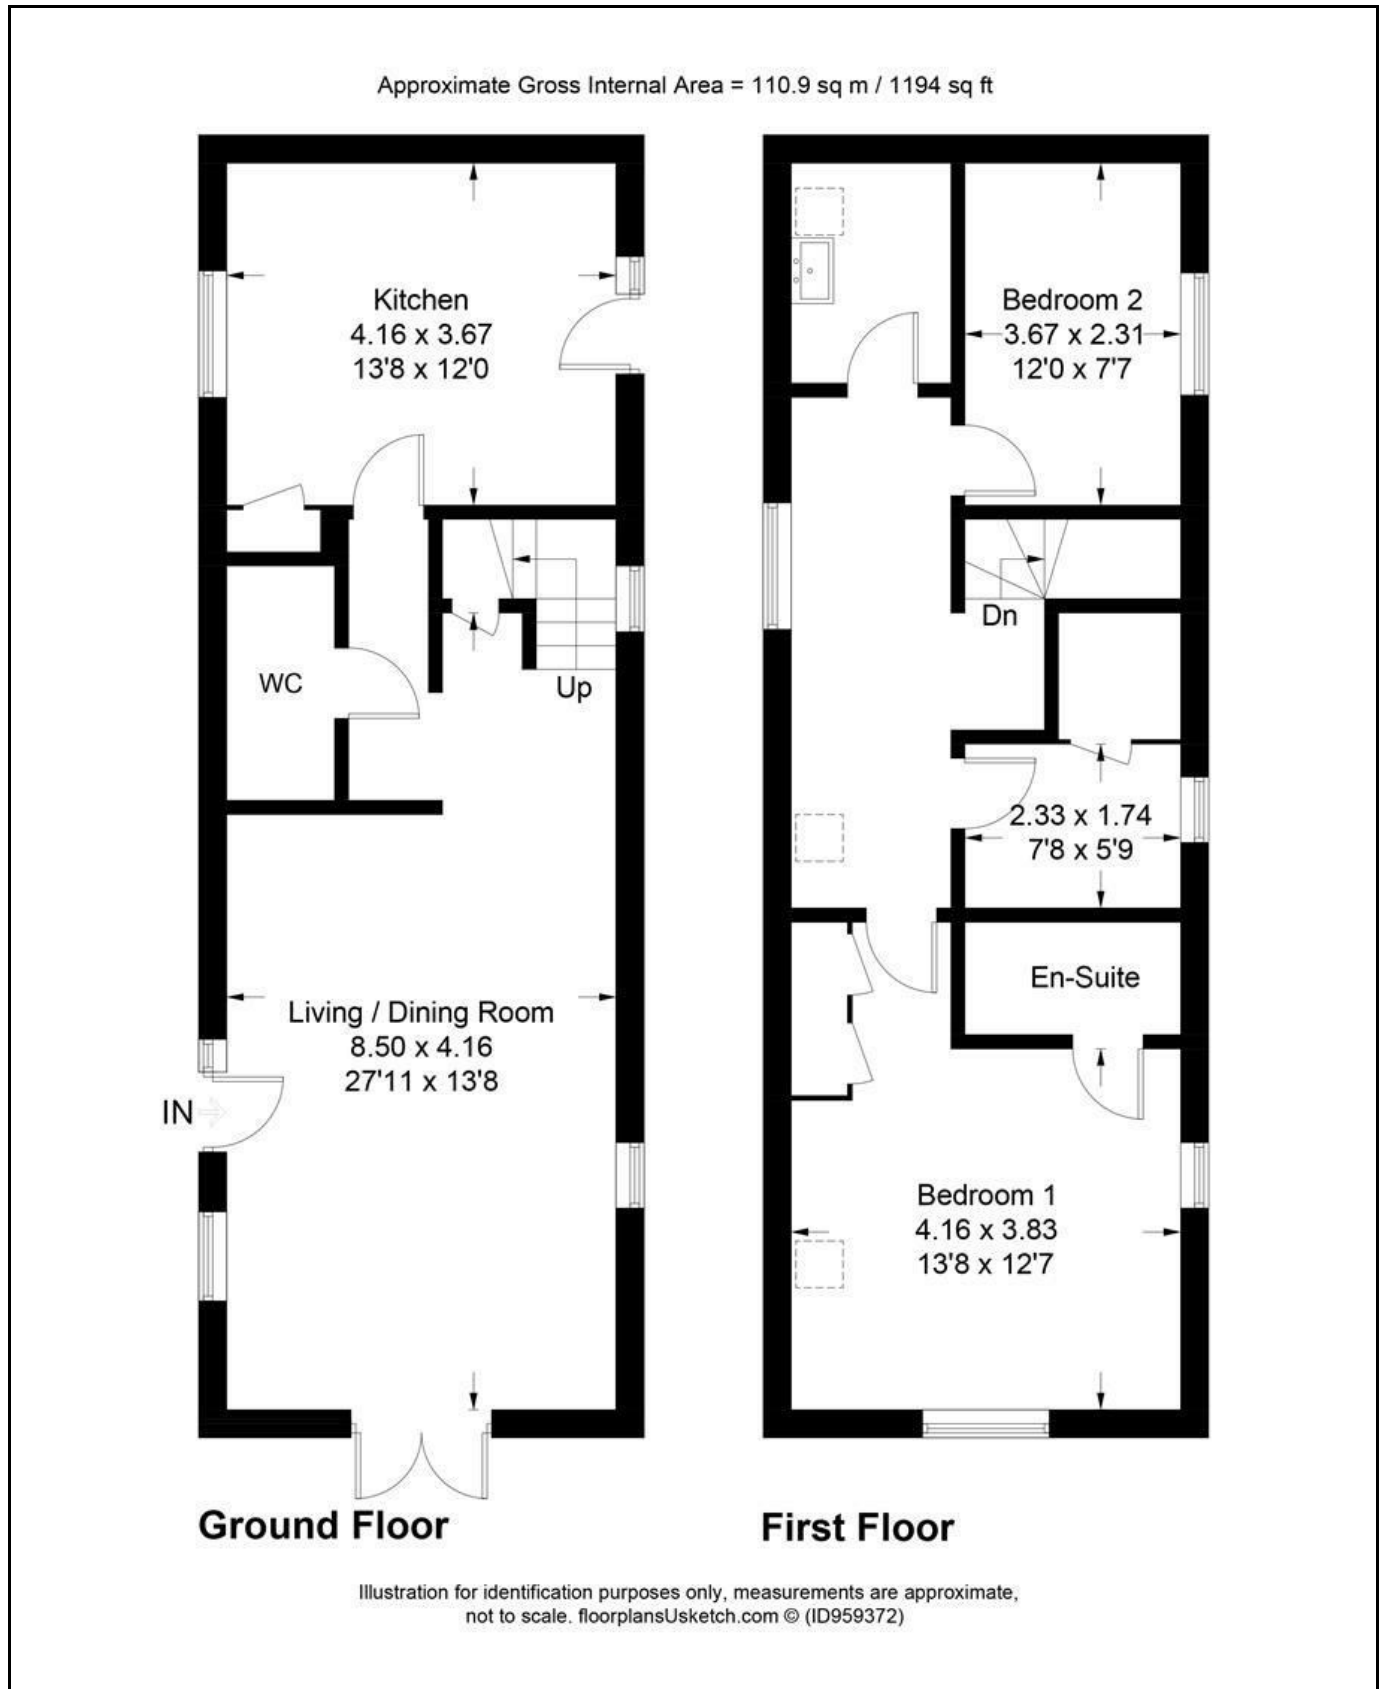 Approximate Gross Internal Area = 110.9 sq m / 1194 sq ft
Kitchen
4.16 x 3.67
13'8 x 12'0
WC
Up
Living / Dining Room
8.50 x 4.16
27'11 x 13'8
IN
Ground Floor
Bedroom 2
3.67 x 2.31
12'0 x 7'7
Dn
2.33 x 1.74
7'8 x 5'9
En-Suite
Bedroom 1
4.16 x 3.83
13'8 x 12'7
First Floor
Illustration for identification purposes only, measurements are approximate,
not to scale. floorplansUsketch.com © (ID959372)